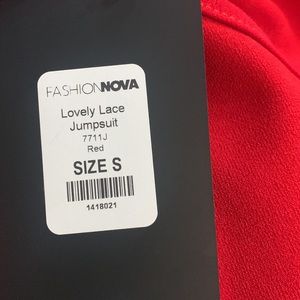 FASHIONNOVA
Lovely Lace
Jumpsuit
7711J
Red
SIZE S
1418021